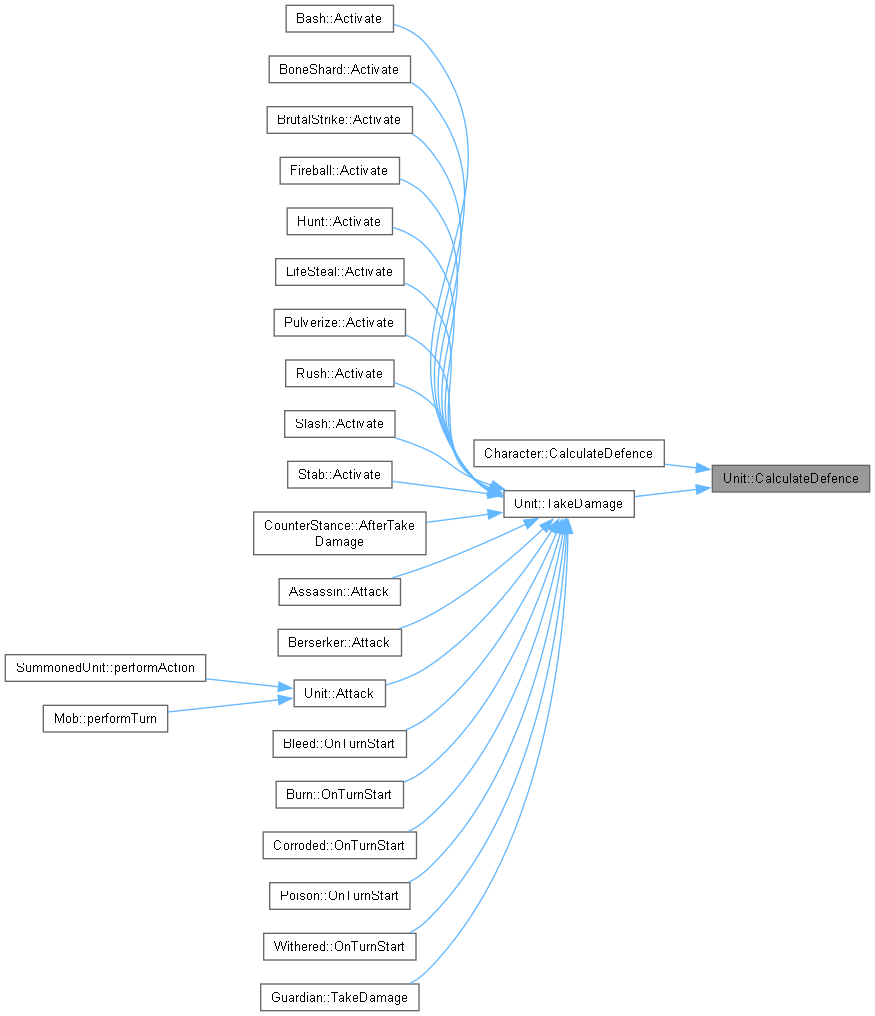 Bash::Activate
BoneShard::Activate
BrutalStrike::Activate
Fireball::Activate
Hunt::Activate
LifeSteal::Activate
Pulverize::Activate
Rush::Activate
Slash::Activate
Character::CalculateDefence
Stab::Activate
Unit::CalculateDefence
Unit::TakeDamage
CounterStance::AfterTake
Damage
Assassin::Attack
Berserker::Attack
SummonedUnit::performAction
Unit::Attack
Mob::performTurn
Bleed::OnTurnStart
Burn::OnTurnStart
Corroded::OnTurnStart
Poison::OnTurnStart
Withered::OnTurnStart
Guardian::TakeDamage